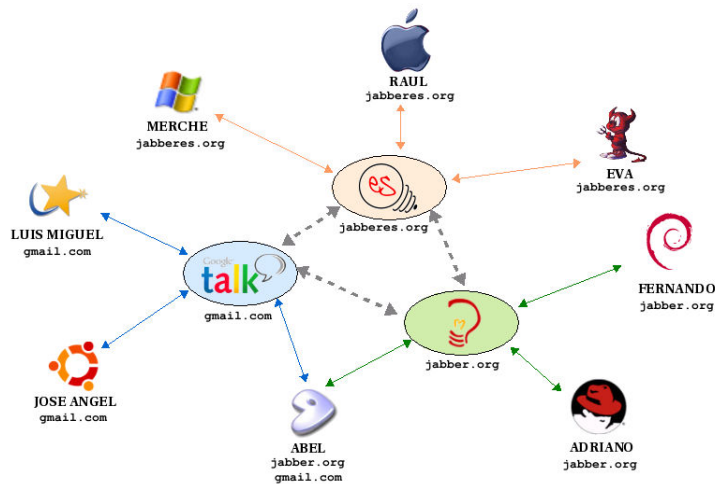 RAUL
jabberes.org
MERCHE
jabberes.org
EVA
jabberes.org
es
jabberes.org
LUIS MIGUEL
gmail.com
Google
talk
gmail.com
FERNANDO
jabber.org
jabber.org
JOSE ANGEL
gmail.com
ABEL
jabber.org
gmail.com
ADRIANO
jabber.org